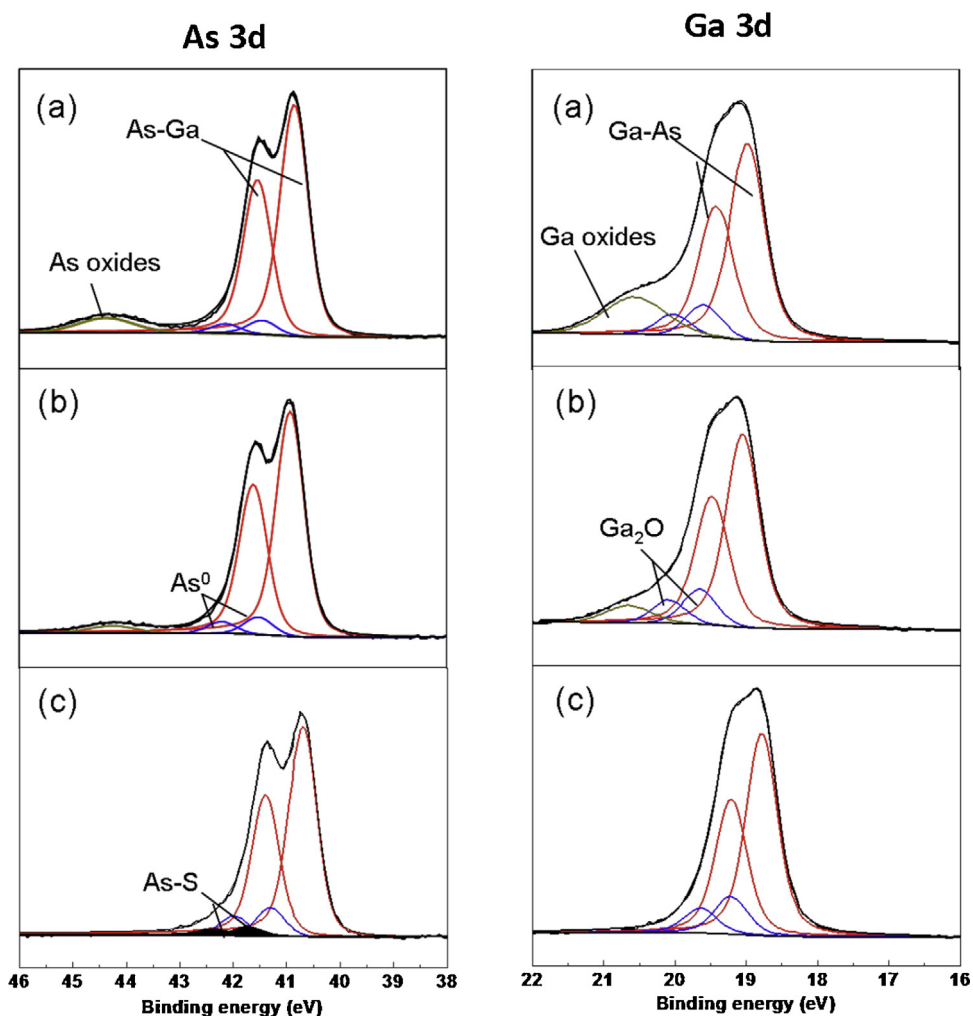 As 3d
Ga 3d
(a)
As-Ga
As oxides
(a)
Ga-As
Ga oxides
(b)
As⁰
(b)
Ga₂O
(c)
As-S
(c)
46 45 44 43 42 41 40 39 38
Binding energy (eV)
22 21 20 19 18 17 16
Binding energy (eV)